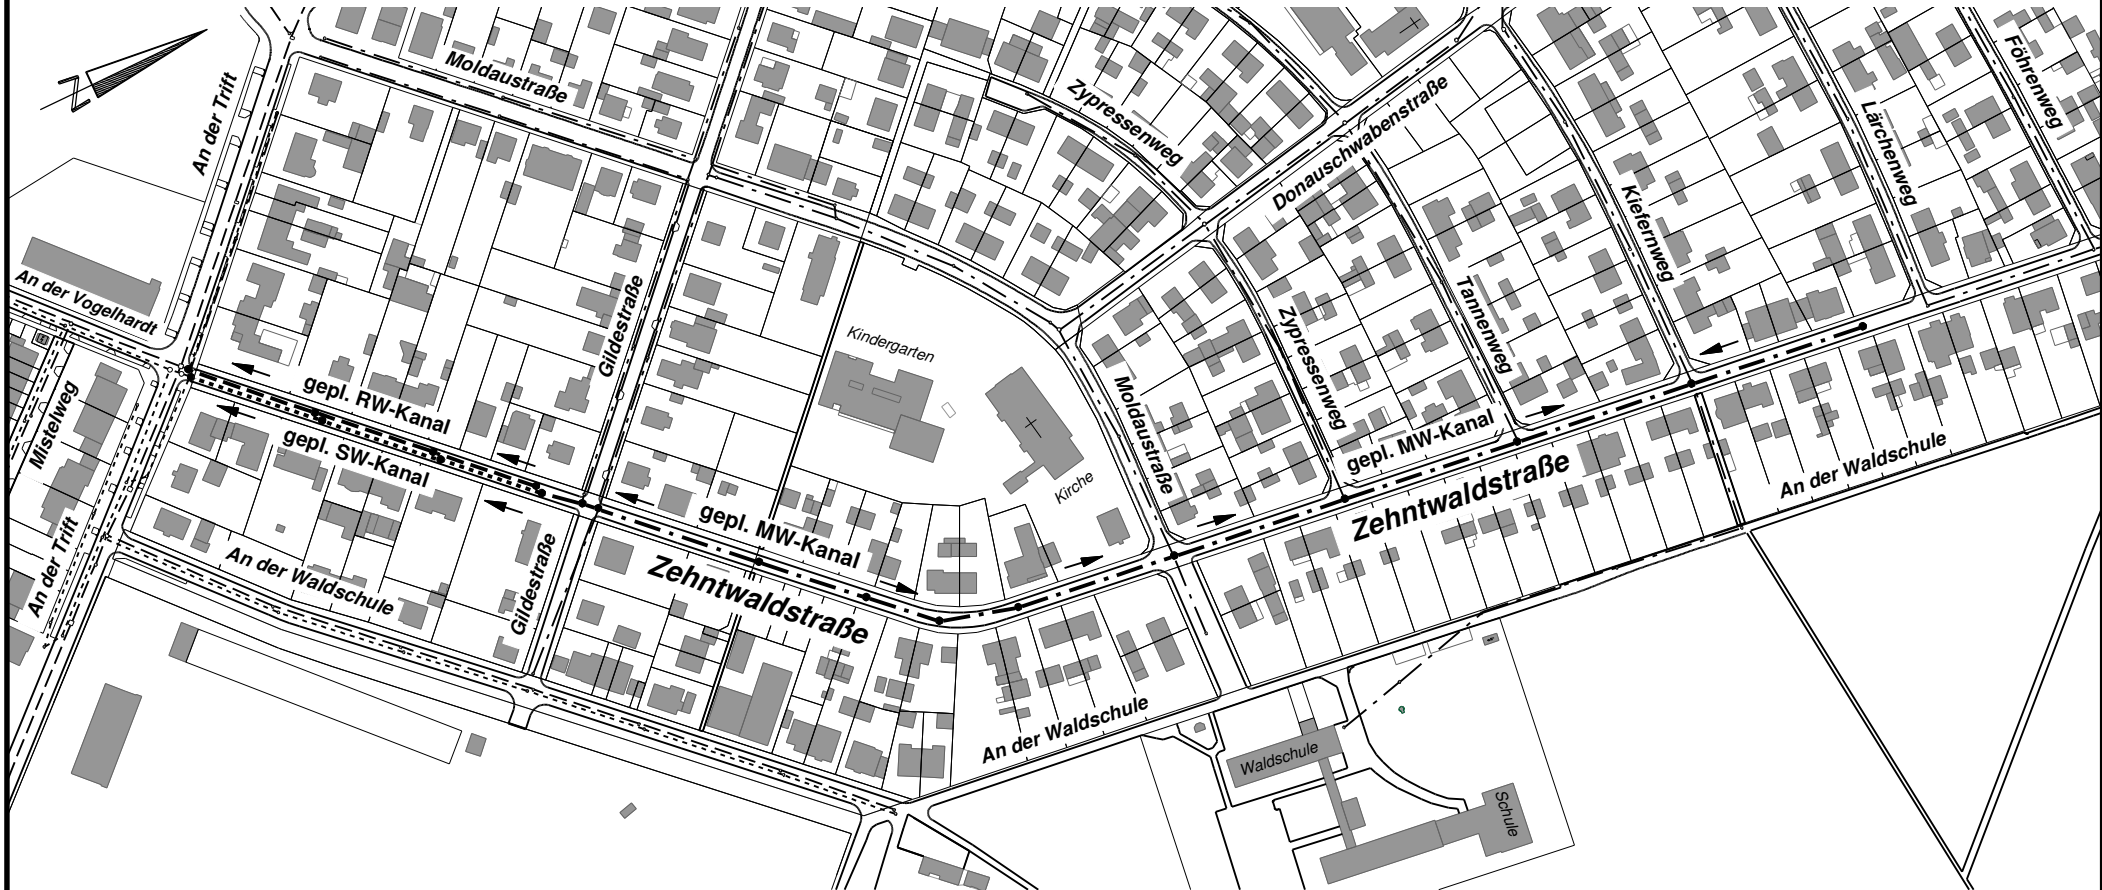 Moldaustraße
An der Trift
Zypressenweg
Donauschwabenstraße
Föhrenweg
Lärchenweg
Kiefernweg
An der Vogelhardt
Gildestraße
Kindergarten
Zypressenweg
Tannenweg
Mistelweg
gepl. RW-Kanal
gepl. SW-Kanal
Moldaustraße
gepl. MW-Kanal
Zehntwaldstraße
An der Waldschule
Kirche
gepl. MW-Kanal
Zehntwaldstraße
An der Trift
An der Waldschule
Gildestraße
An der Waldschule
Waldschule
Schule